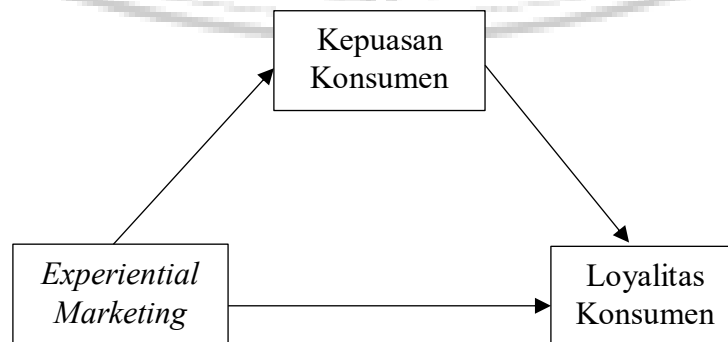 Kepuasan
Konsumen
Experiential
Marketing
Loyalitas
Konsumen